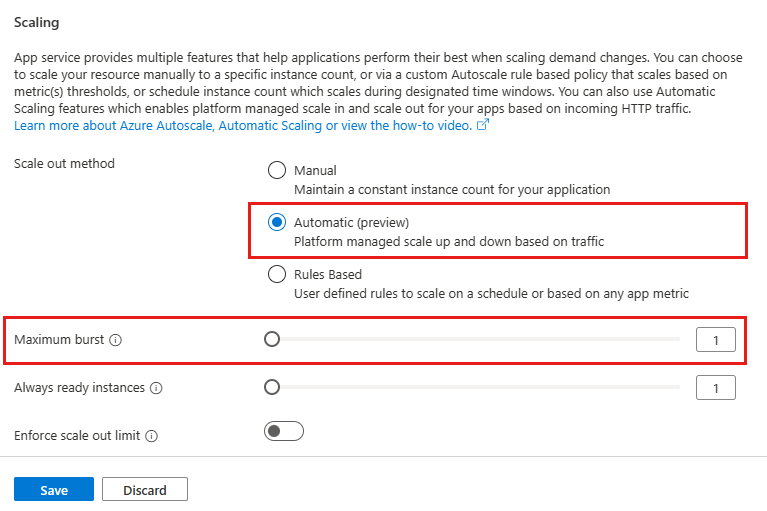 Scaling
App service provides multiple features that help applications perform their best when scaling demand changes. You can choose
to scale your resource manually to a specific instance count, or via a custom Autoscale rule based policy that scales based on
metric(s) thresholds, or schedule instance count which scales during designated time windows. You can also use Automatic
Scaling features which enables platform managed scale in and scale out for your apps based on incoming HTTP traffic.
Learn more about Azure Autoscale, Automatic Scaling or view the how-to video.
Scale out method
Manual
Maintain a constant instance count for your application
Automatic (preview)
Platform managed scale up and down based on traffic
Rules Based
User defined rules to scale on a schedule or based on any app metric
Maximum burst 1
Always ready instances 1
Enforce scale out limit
Save Discard